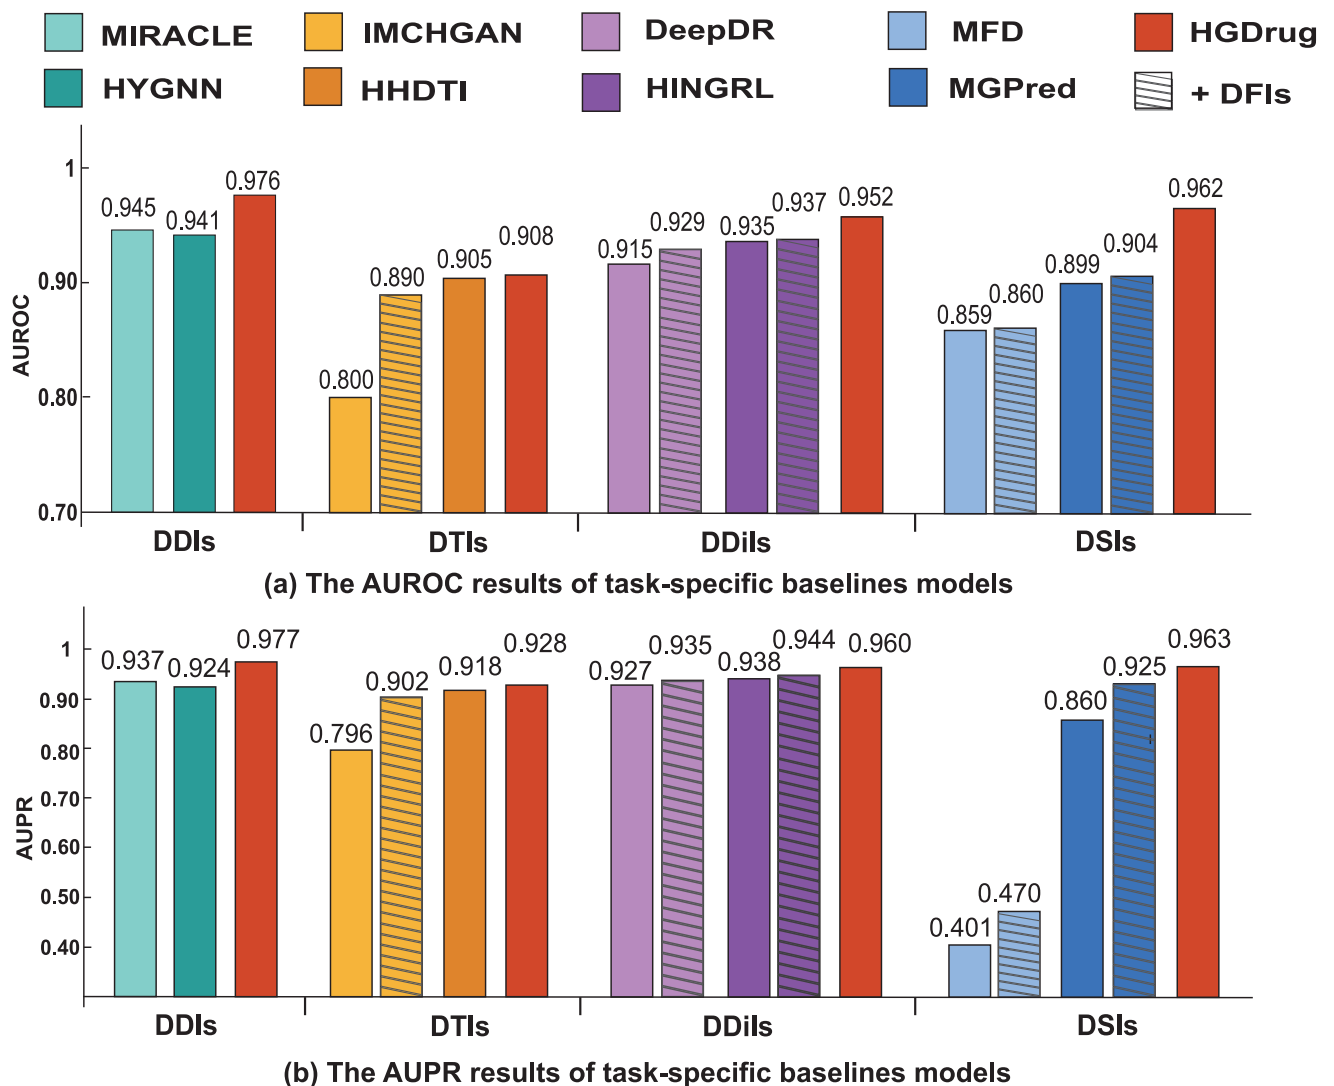 MIRACLE IMCHGAN DeepDR MFD HGDrug
HYGNN HHDTI HINGRL MGPred + DFIs
AUROC
1
0.90
0.80
0.70
0.945 0.941 0.976
0.800 0.890 0.905 0.908
0.915 0.929 0.935 0.937 0.952
0.859 0.860 0.899 0.904 0.962
DDIs DTIs DDiIs DSIs
(a) The AUROC results of task-specific baselines models
AUPR
1
0.90
0.80
0.70
0.60
0.50
0.40
0.937 0.924 0.977
0.796 0.902 0.918 0.928
0.927 0.935 0.938 0.944 0.960
0.401 0.470 0.860 0.925 0.963
DDIs DTIs DDiIs DSIs
(b) The AUPR results of task-specific baselines models